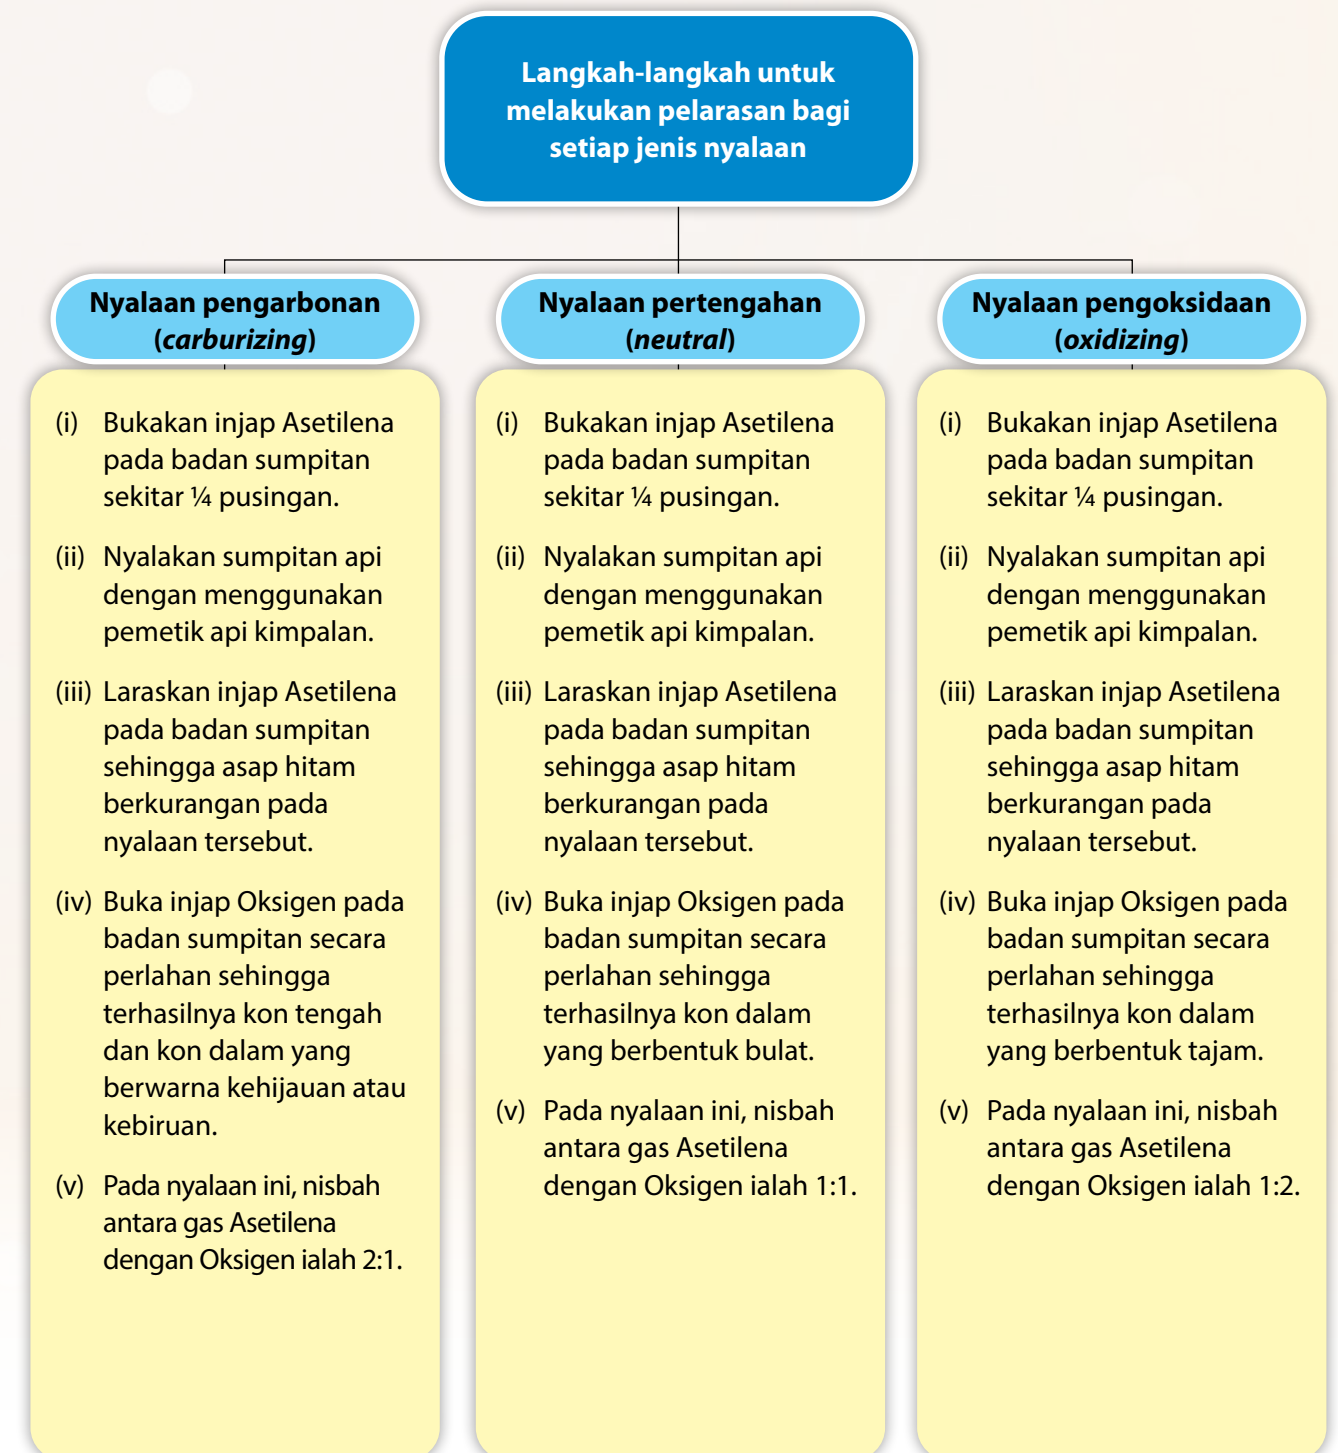 Langkah-langkah untuk
melakukan pelarasan bagi
setiap jenis nyalaan
Nyalaan pengarbonan
(carburizing)
(i) Bukakan injap Asetilena
pada badan sumpitan
sekitar ¼ pusingan.
(ii) Nyalakan sumpitan api
dengan menggunakan
pemetik api kimpalan.
(iii) Laraskan injap Asetilena
pada badan sumpitan
sehingga asap hitam
berkurangan pada
nyalaan tersebut.
(iv) Buka injap Oksigen pada
badan sumpitan secara
perlahan sehingga
terhasilnya kon tengah
dan kon dalam yang
berwarna kehijauan atau
kebiruan.
(v) Pada nyalaan ini, nisbah
antara gas Asetilena
dengan Oksigen ialah 2:1.
Nyalaan pertengahan
(neutral)
(i) Bukakan injap Asetilena
pada badan sumpitan
sekitar ¼ pusingan.
(ii) Nyalakan sumpitan api
dengan menggunakan
pemetik api kimpalan.
(iii) Laraskan injap Asetilena
pada badan sumpitan
sehingga asap hitam
berkurangan pada
nyalaan tersebut.
(iv) Buka injap Oksigen pada
badan sumpitan secara
perlahan sehingga
terhasilnya kon dalam
yang berbentuk bulat.
(v) Pada nyalaan ini, nisbah
antara gas Asetilena
dengan Oksigen ialah 1:1.
Nyalaan pengoksidaan
(oxidizing)
(i) Bukakan injap Asetilena
pada badan sumpitan
sekitar ¼ pusingan.
(ii) Nyalakan sumpitan api
dengan menggunakan
pemetik api kimpalan.
(iii) Laraskan injap Asetilena
pada badan sumpitan
sehingga asap hitam
berkurangan pada
nyalaan tersebut.
(iv) Buka injap Oksigen pada
badan sumpitan secara
perlahan sehingga
terhasilnya kon dalam
yang berbentuk tajam.
(v) Pada nyalaan ini, nisbah
antara gas Asetilena
dengan Oksigen ialah 1:2.